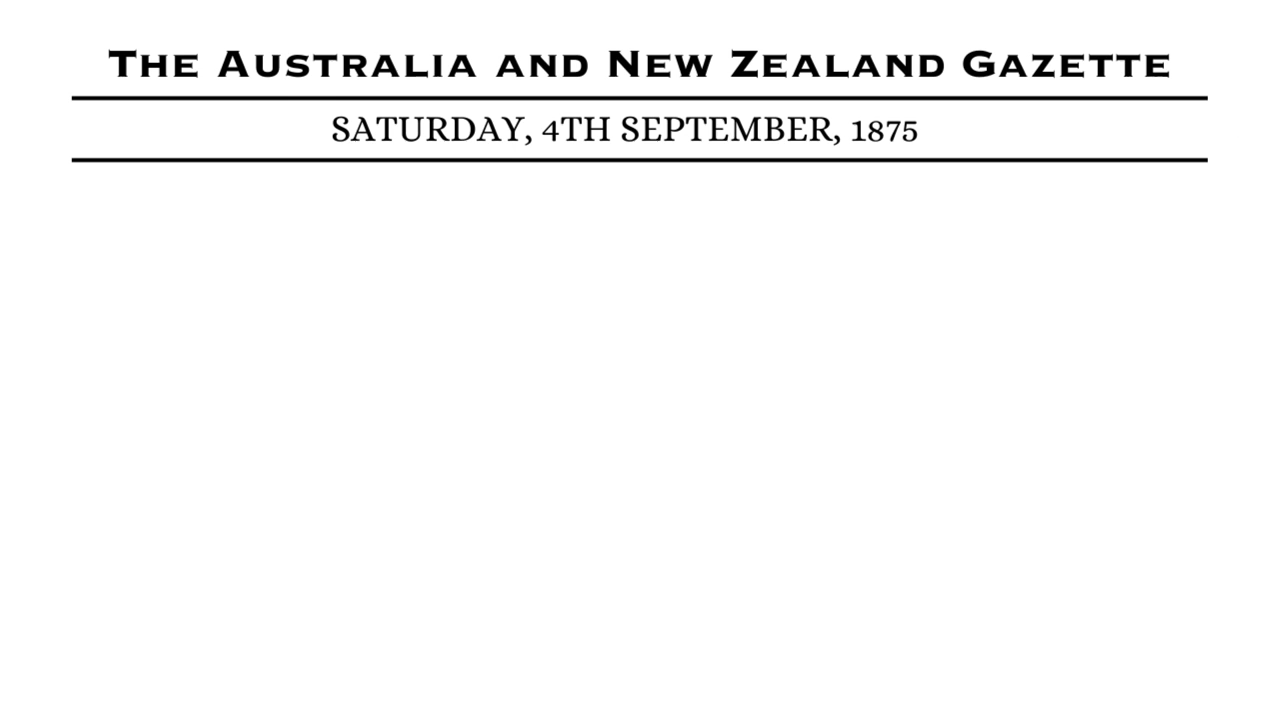 The Australia and New Zealand Gazette
SATURDAY, 4TH SEPTEMBER, 1875